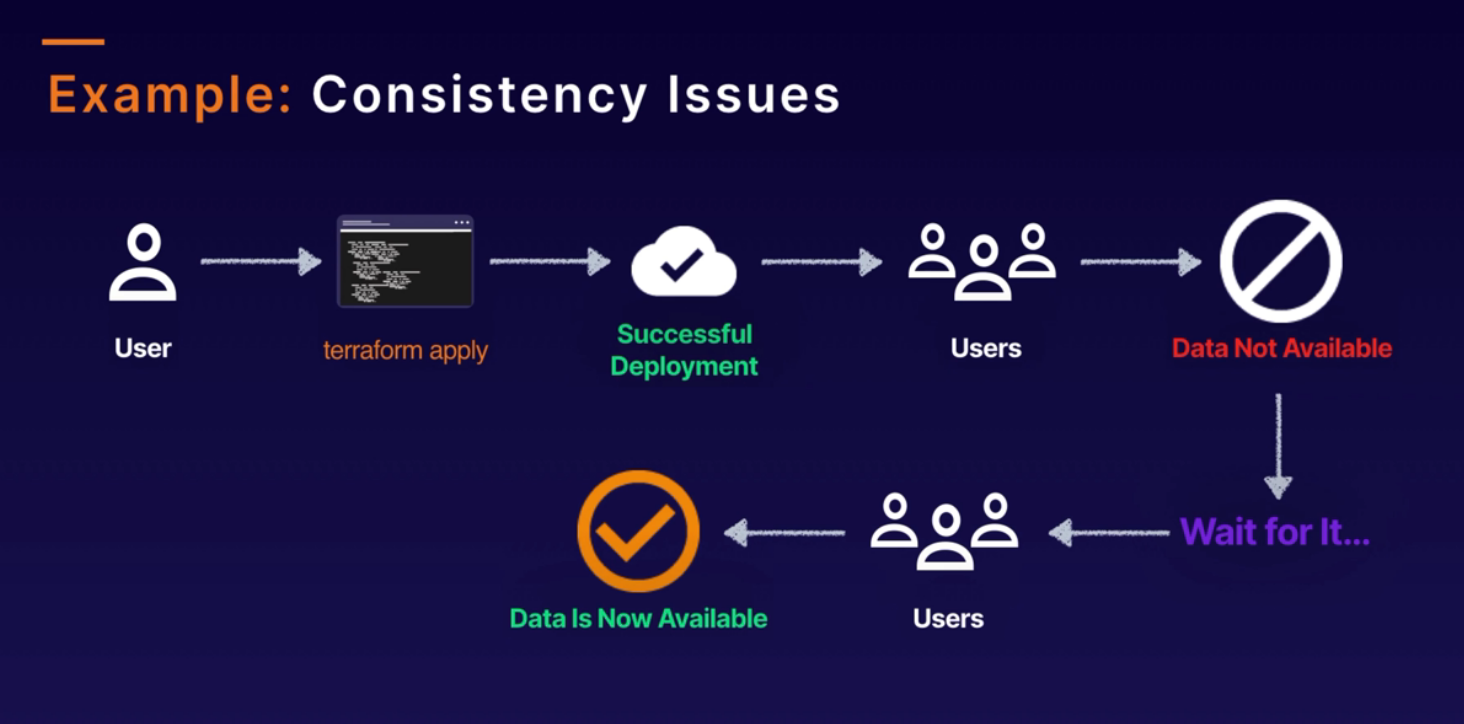 Example: Consistency Issues
User
terraform apply
Successful
Deployment
Users
Data Not Available
Wait for It...
Users
Data Is Now Available